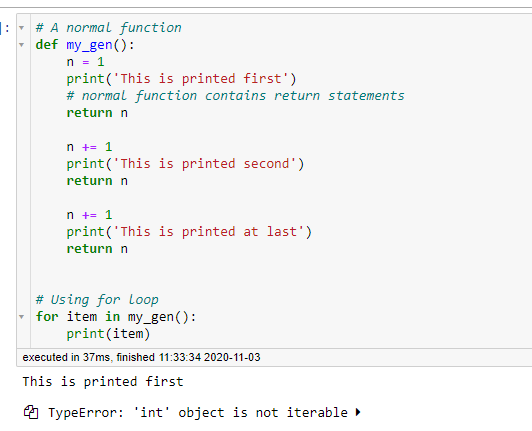 ]:
# A normal function
def my_gen():
    n = 1
    print('This is printed first')
    # normal function contains return statements
    return n

    n += 1
    print('This is printed second')
    return n

    n += 1
    print('This is printed at last')
    return n


# Using for loop
for item in my_gen():
    print(item)
executed in 37ms, finished 11:33:34 2020-11-03
This is printed first
TypeError: 'int' object is not iterable